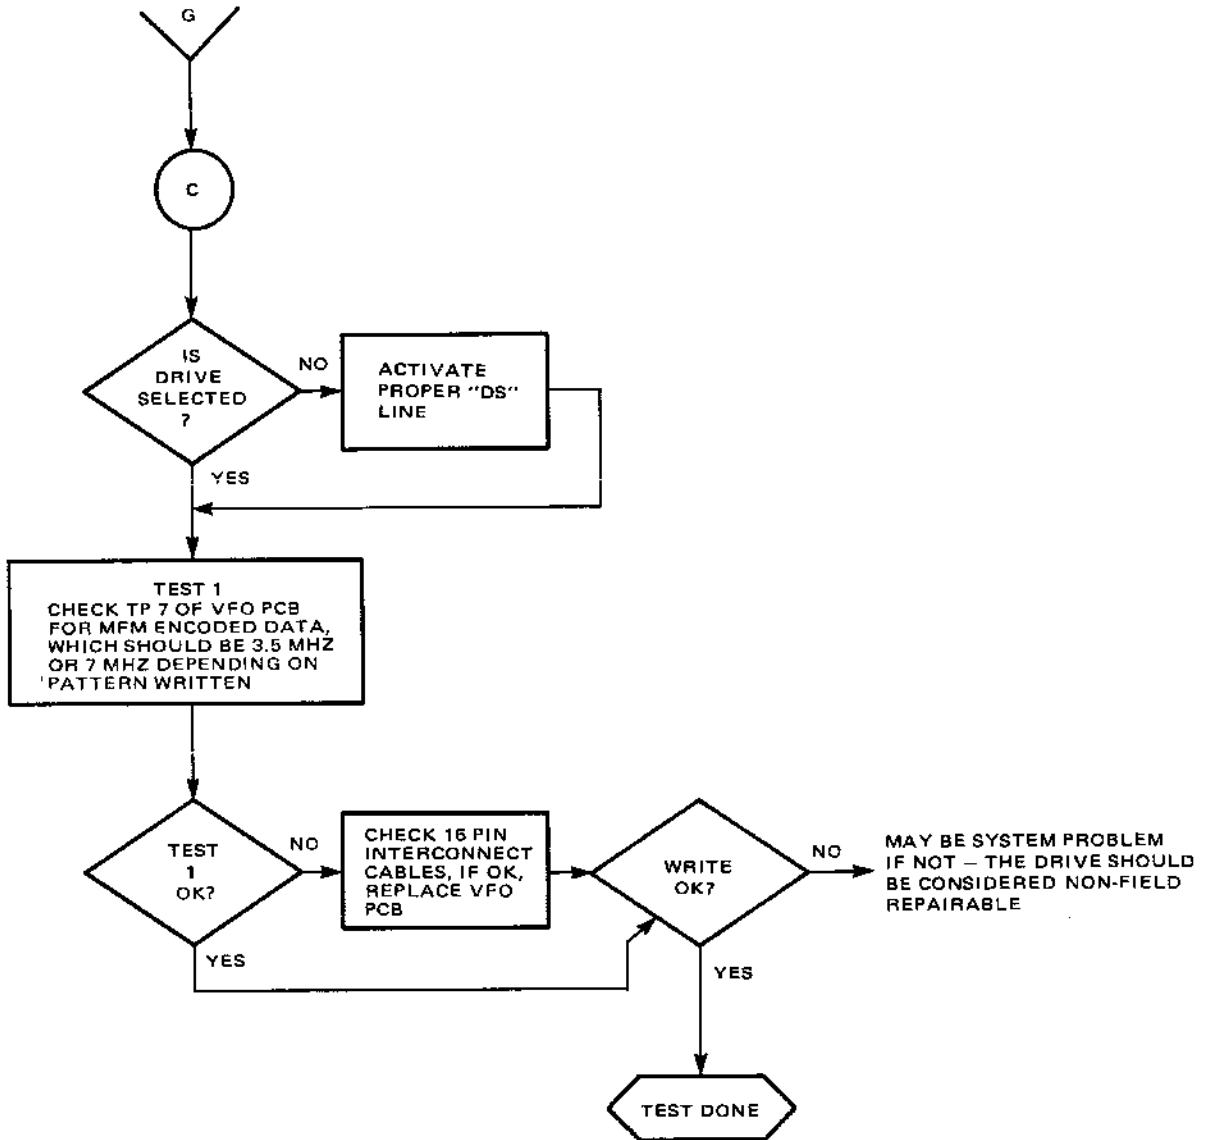 G
C
IS
DRIVE
SELECTED
?
NO
ACTIVATE
PROPER "DS"
LINE
YES
TEST 1
CHECK TP 7 OF VFO PCB
FOR MFM ENCODED DATA,
WHICH SHOULD BE 3.5 MHZ
OR 7 MHZ DEPENDING ON
PATTERN WRITTEN
TEST
1
OK?
NO
CHECK 16 PIN
INTERCONNECT
CABLES, IF OK,
REPLACE VFO
PCB
WRITE
OK?
NO
MAY BE SYSTEM PROBLEM
IF NOT – THE DRIVE SHOULD
BE CONSIDERED NON-FIELD
REPAIRABLE
YES
YES
TEST DONE